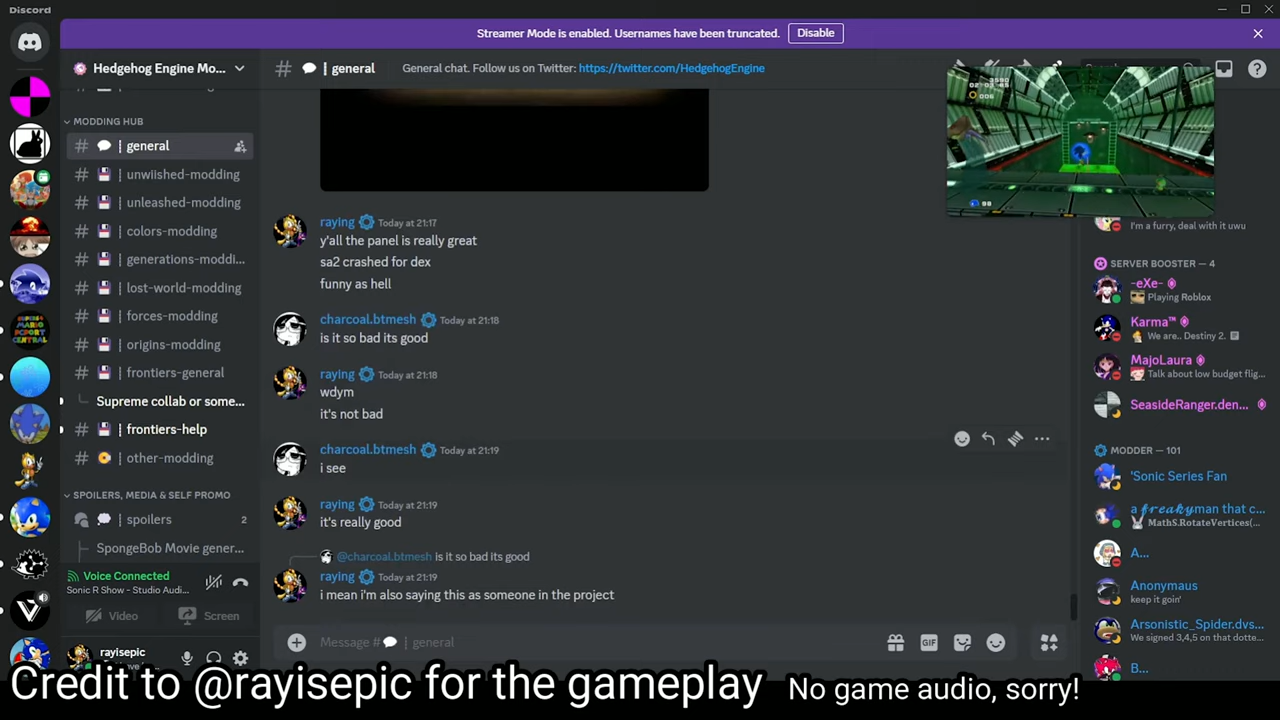 Discord
Streamer Mode is enabled. Usernames have been truncated.
Disable
Hedgehog Engine Mo...
| general
General chat. Follow us on Twitter: https://twitter.com/HedgehogEngine
MODDING HUB
| general
| unwiished-modding
| unleashed-modding
| colors-modding
| generations-moddi...
| lost-world-modding
| forces-modding
| origins-modding
| frontiers-general
Supreme collab or some...
| frontiers-help
| other-modding
SPOILERS, MEDIA & SELF PROMO
| spoilers
2
SpongeBob Movie gener...
Voice Connected
Sonic R Show - Studio Audi...
Video
Screen
rayisepic
raying Today at 21:17
y'all the panel is really great
sa2 crashed for dex
funny as hell
charcoal.btmesh Today at 21:18
is it so bad its good
raying Today at 21:18
wdym
it's not bad
charcoal.btmesh Today at 21:19
i see
raying Today at 21:19
it's really good
@charcoal.btmesh is it so bad its good
raying Today at 21:19
i mean i'm also saying this as someone in the project
Message # | general
GIF
98
I'm a furry, deal with it uwu
SERVER BOOSTER — 4
-eXe-
Playing Roblox
Karma™
We are.. Destiny 2.
MajoLaura
Talk about low budget flig...
SeasideRanger.den...
MODDER — 101
'Sonic Series Fan
a freakyman that c...
MathS.RotateVertices(...
A...
Anonymaus
keep it goin'
Arsonistic_Spider.dvs...
We signed 3,4,5 on that dotte...
B...
Credit to @rayisepic for the gameplay
No game audio, sorry!